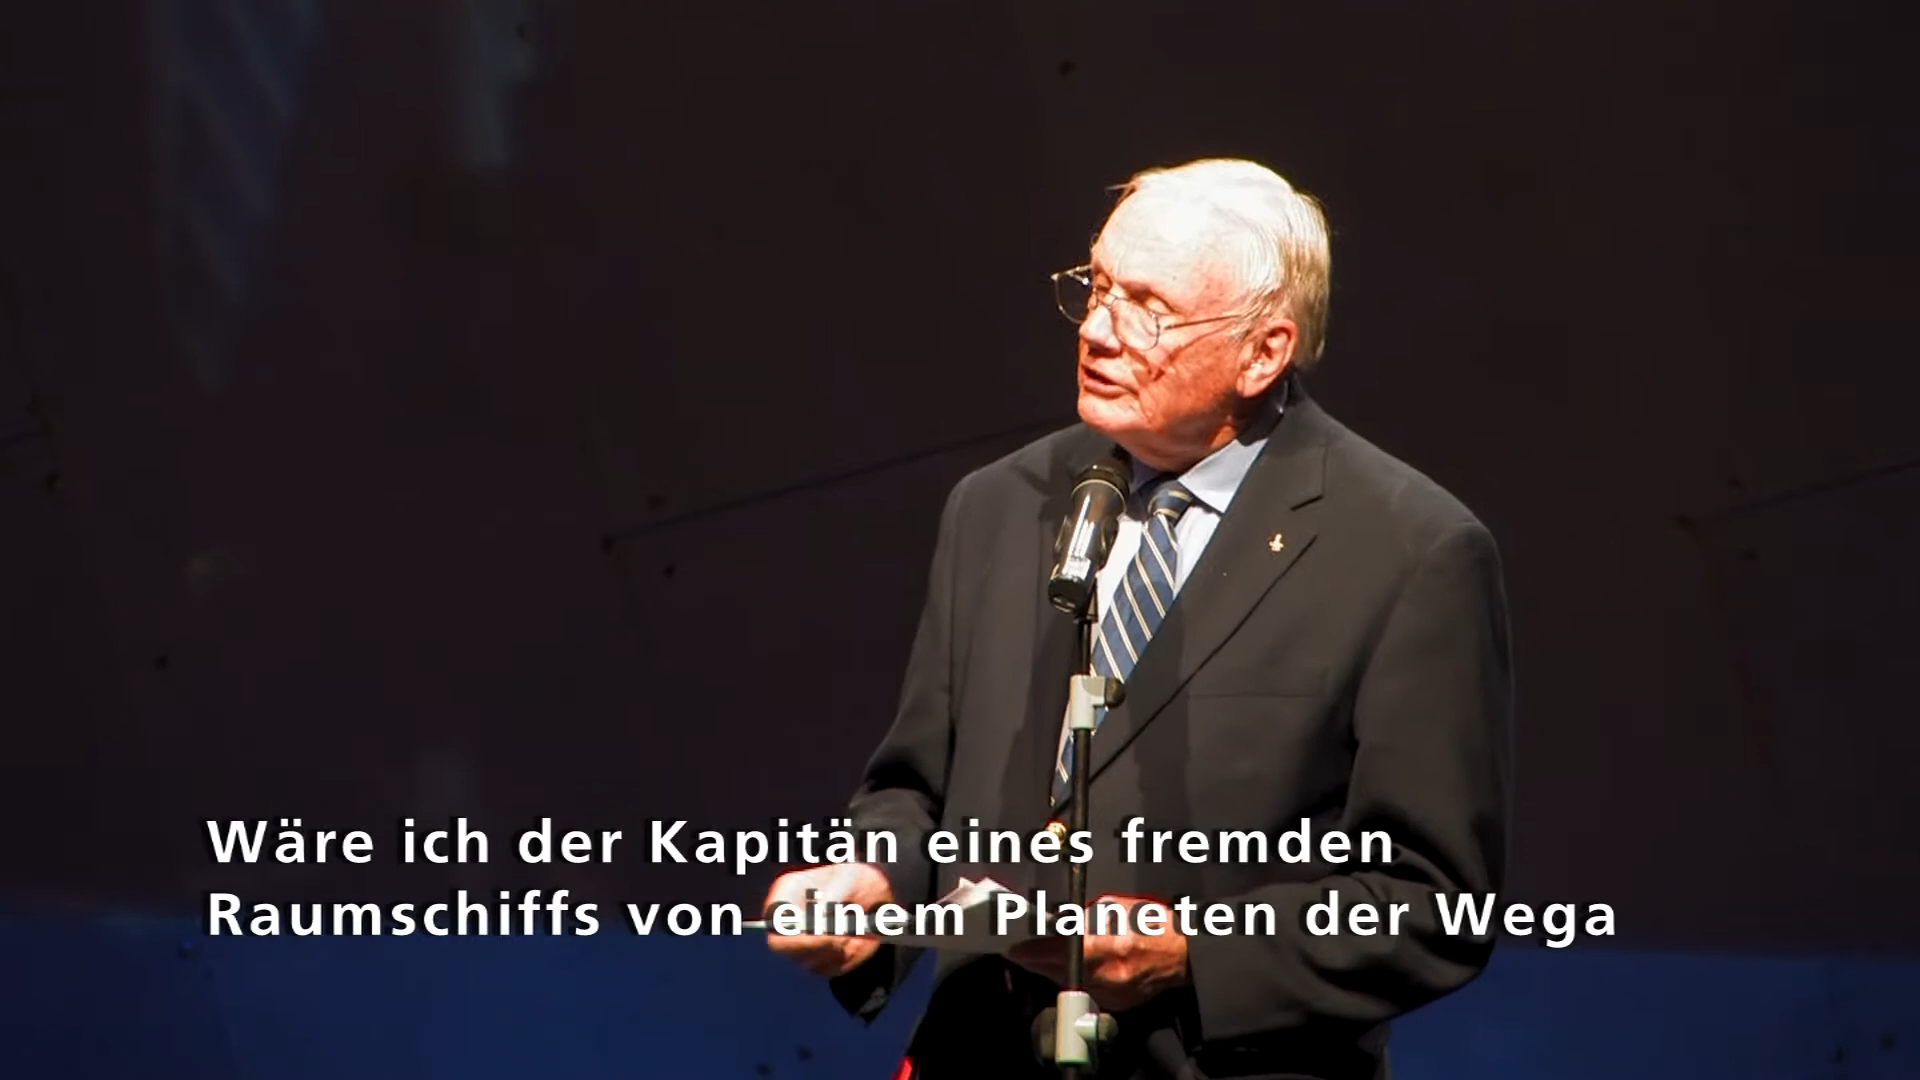 Wäre ich der Kapitän eines fremden
Raumschiffs von einem Planeten der Wega